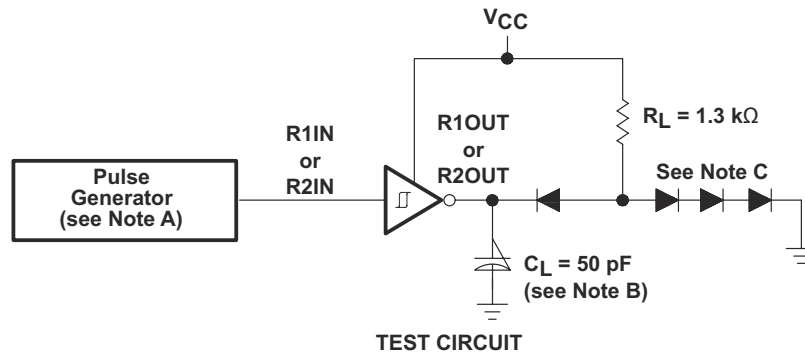 VCC
R1IN
or
R2IN
R1OUT
or
R2OUT
RL = 1.3 kΩ
Pulse
Generator
(see Note A)
See Note C
CL = 50 pF
(see Note B)
TEST CIRCUIT